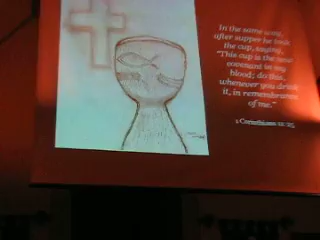 In the same way,
after supper he took
the cup, saying,
"This cup is the new
covenant in my
blood; do this,
whenever you drink
it, in remembrance
of me."
1 Corinthians 11:25